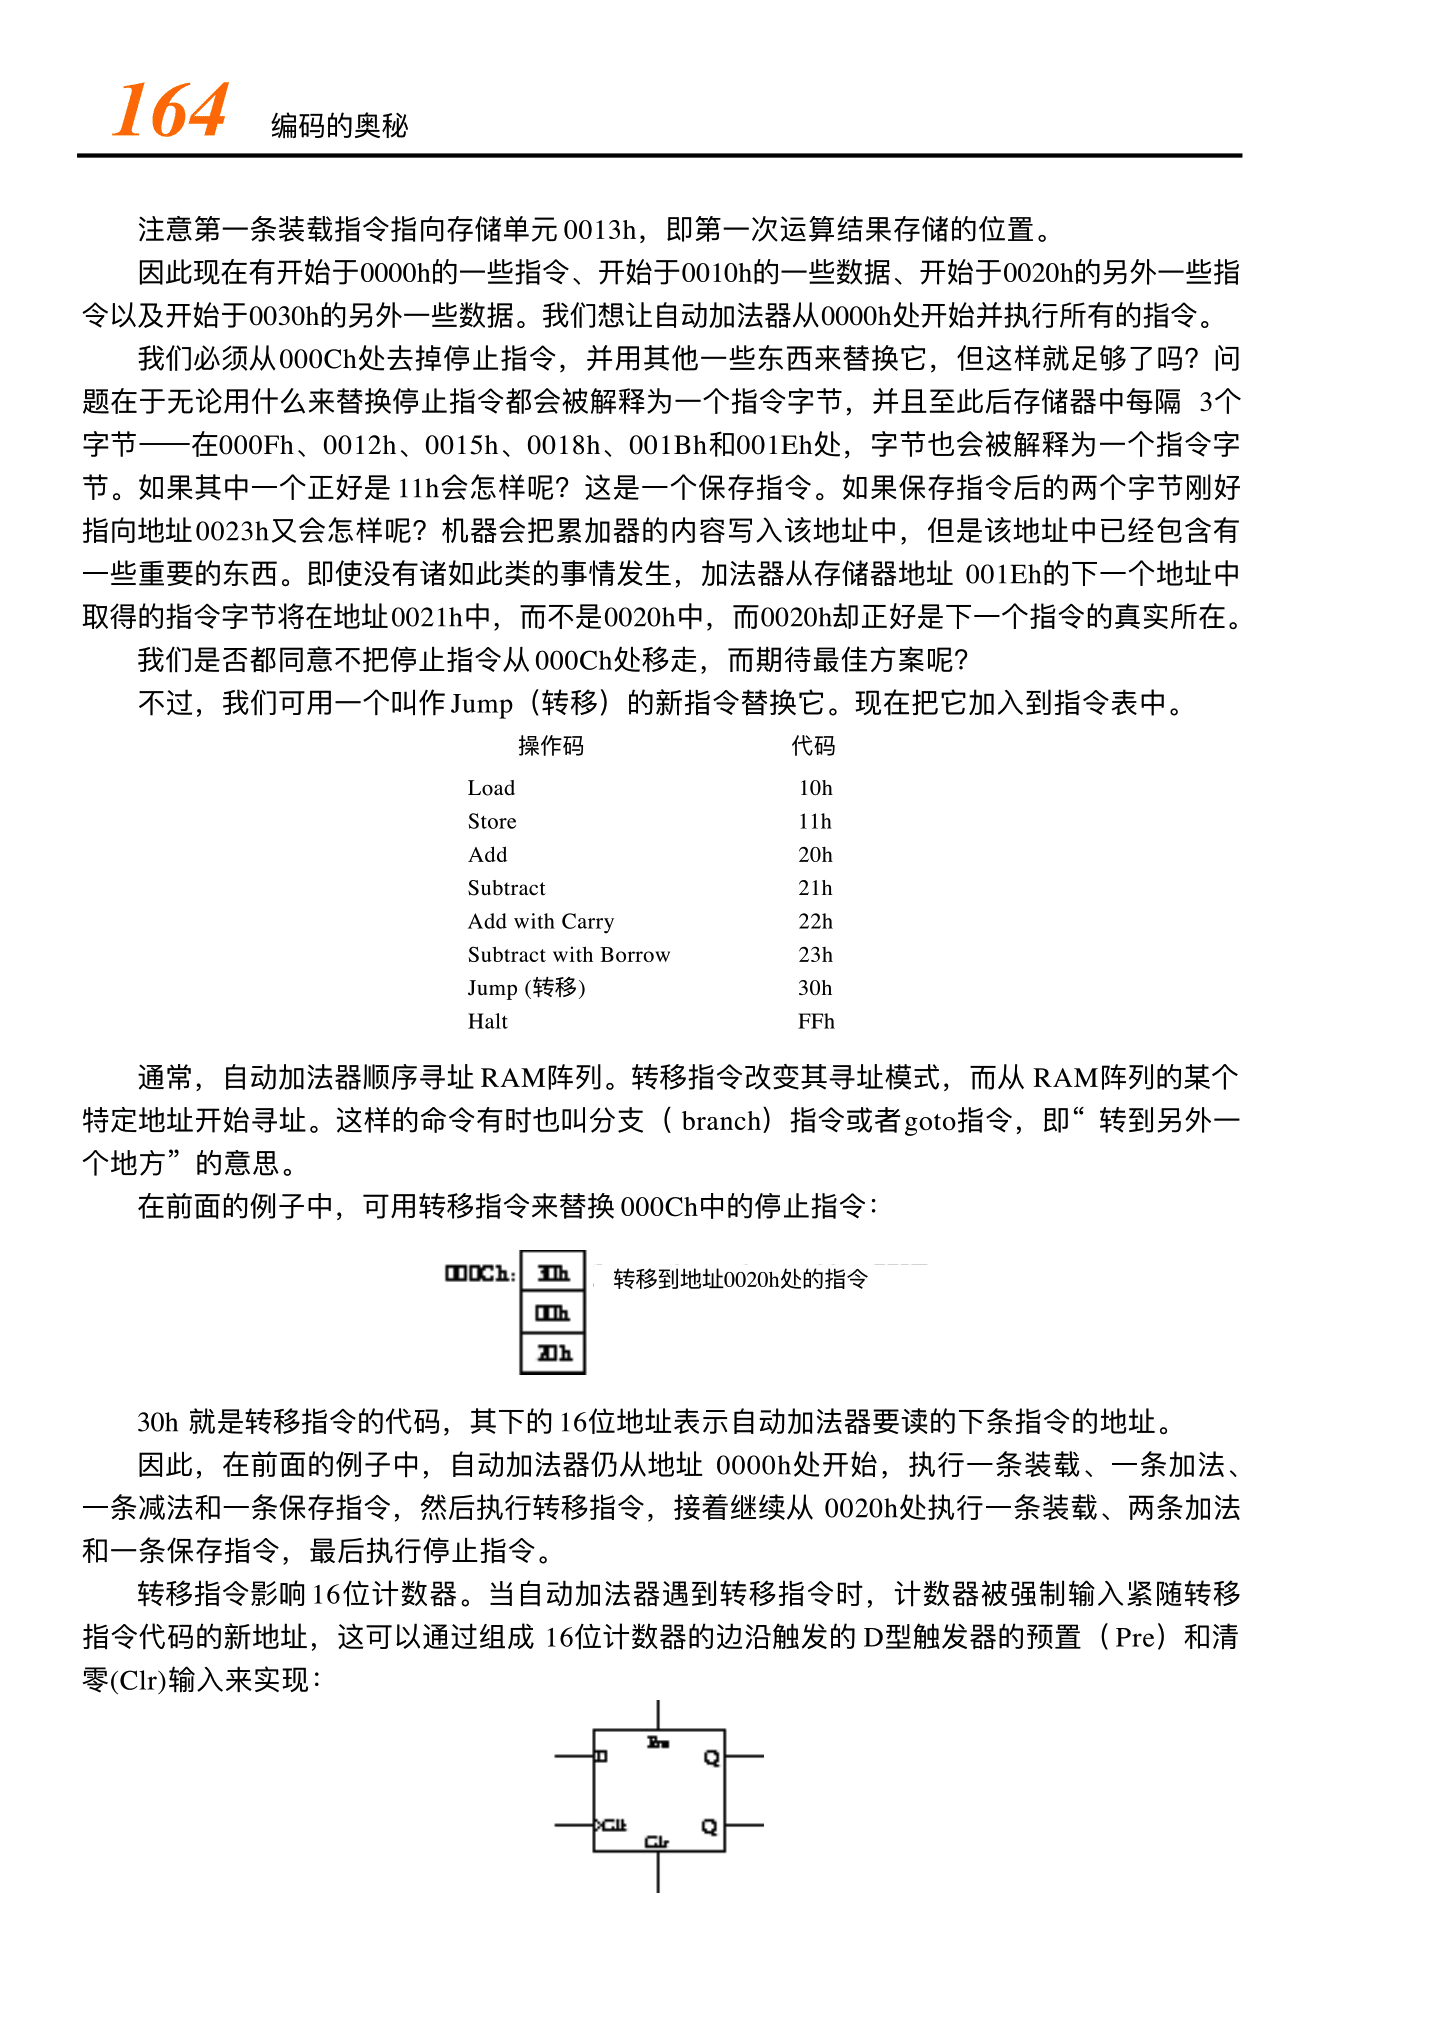 164 编码的奥秘
注意第一条装载指令指向存储单元0013h，即第一次运算结果存储的位置。
因此现在有开始于0000h的一些指令、开始于0010h的一些数据、开始于0020h的另外一些指
令以及开始于0030h的另外一些数据。我们想让自动加法器从0000h处开始并执行所有的指令。
我们必须从000Ch处去掉停止指令，并用其他一些东西来替换它，但这样就足够了吗？问
题在于无论用什么来替换停止指令都会被解释为一个指令字节，并且至此后存储器中每隔 3个
字节——在000Fh、0012h、0015h、0018h、001Bh和001Eh处，字节也会被解释为一个指令字
节。如果其中一个正好是11h会怎样呢？这是一个保存指令。如果保存指令后的两个字节刚好
指向地址0023h又会怎样呢？机器会把累加器的内容写入该地址中，但是该地址中已经包含有
一些重要的东西。即使没有诸如此类的事情发生，加法器从存储器地址 001Eh的下一个地址中
取得的指令字节将在地址0021h中，而不是0020h中，而0020h却正好是下一个指令的真实所在。
我们是否都同意不把停止指令从000Ch处移走，而期待最佳方案呢？
不过，我们可用一个叫作Jump（转移）的新指令替换它。现在把它加入到指令表中。
操作码 代码
Load 10h
Store 11h
Add 20h
Subtract 21h
Add with Carry 22h
Subtract with Borrow 23h
Jump (转移) 30h
Halt FFh
通常，自动加法器顺序寻址RAM阵列。转移指令改变其寻址模式，而从 RAM阵列的某个
特定地址开始寻址。这样的命令有时也叫分支（ branch）指令或者goto指令，即“ 转到另外一
个地方”的意思。
在前面的例子中，可用转移指令来替换000Ch中的停止指令：
000Ch: 30h 转移到地址0020h处的指令
00h
20h
30h 就是转移指令的代码，其下的16位地址表示自动加法器要读的下条指令的地址。
因此，在前面的例子中，自动加法器仍从地址 0000h处开始，执行一条装载、一条加法、
一条减法和一条保存指令，然后执行转移指令，接着继续从 0020h处执行一条装载、两条加法
和一条保存指令，最后执行停止指令。
转移指令影响16位计数器。当自动加法器遇到转移指令时，计数器被强制输入紧随转移
指令代码的新地址，这可以通过组成 16位计数器的边沿触发的D型触发器的预置（Pre）和清
零(Clr)输入来实现：
Pre
D Q
Clk Q
Clr